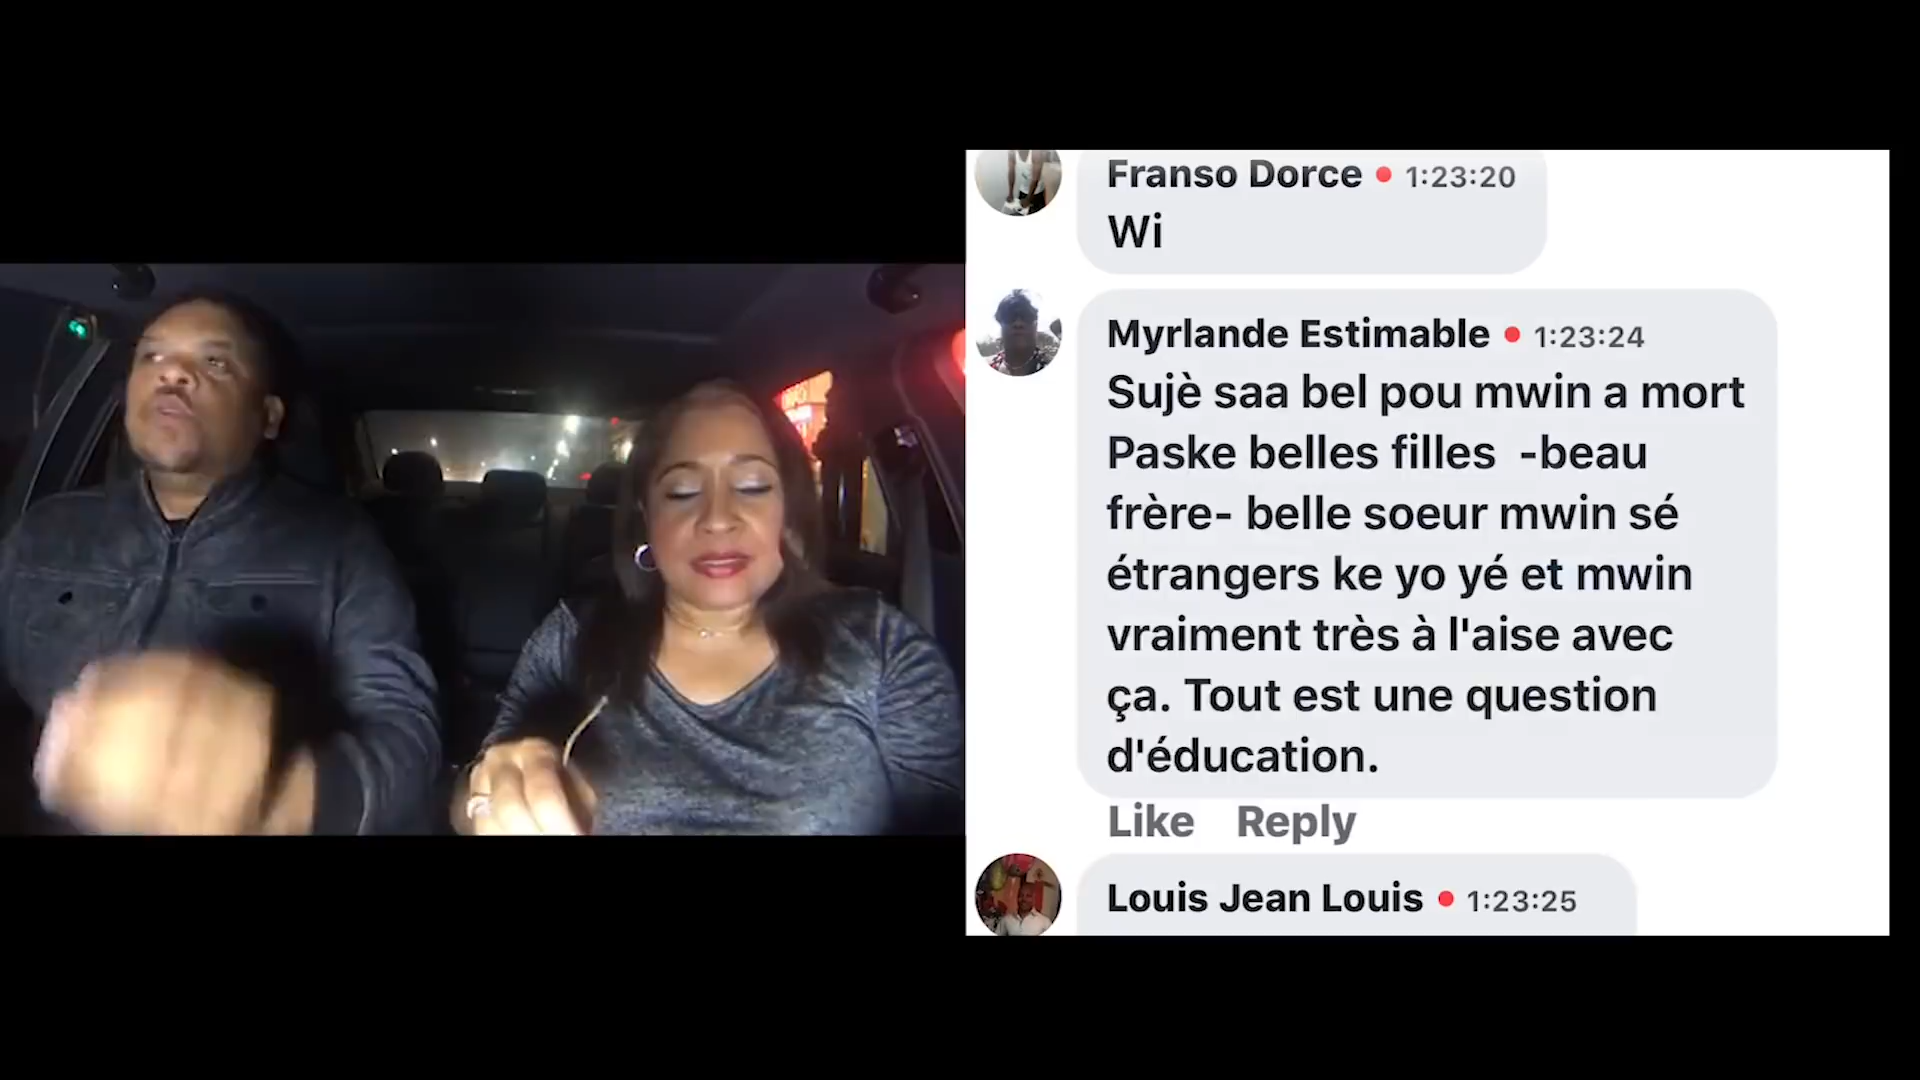 Franso Dorce • 1:23:20
Wi
Myrlande Estimable • 1:23:24
Sujè saa bel pou mwin a mort
Paske belles filles -beau
frère- belle soeur mwin sé
étrangers ke yo yé et mwin
vraiment très à l'aise avec
ça. Tout est une question
d'éducation.
Like Reply
Louis Jean Louis • 1:23:25